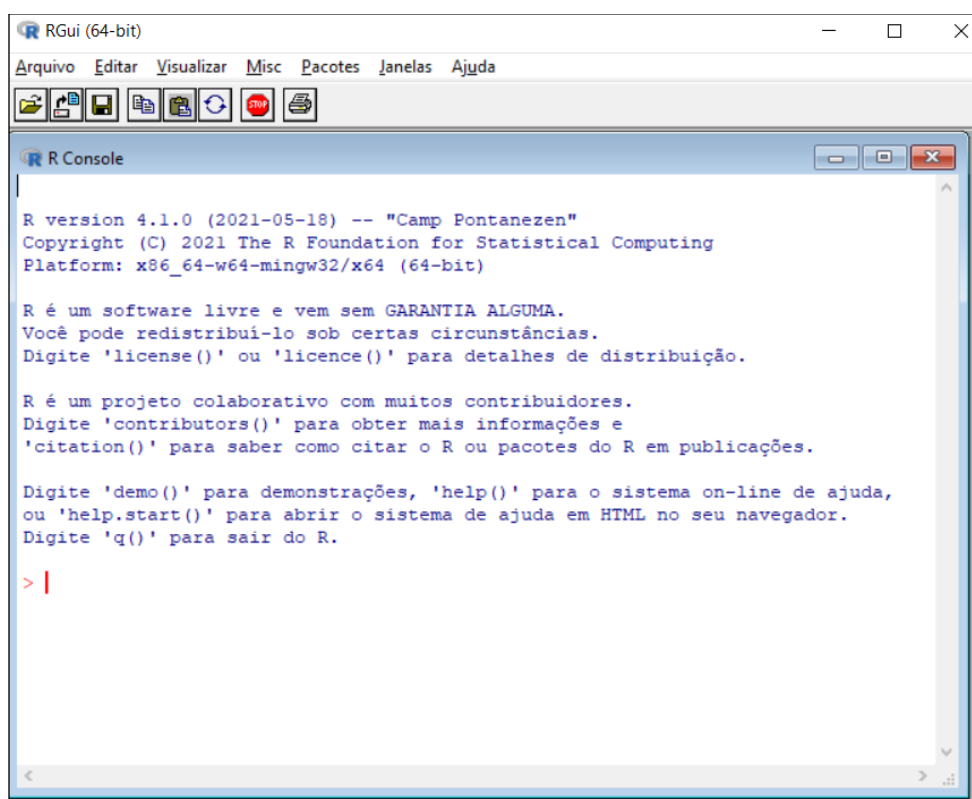 RGui (64-bit)
Arquivo Editar Visualizar Misc Pacotes Janelas Ajuda
STOP
R Console
R version 4.1.0 (2021-05-18) -- "Camp Pontanezen"
Copyright (C) 2021 The R Foundation for Statistical Computing
Platform: x86_64-w64-mingw32/x64 (64-bit)
R é um software livre e vem sem GARANTIA ALGUMA.
Você pode redistribuí-lo sob certas circunstâncias.
Digite 'license()' ou 'licence()' para detalhes de distribuição.
R é um projeto colaborativo com muitos contribuidores.
Digite 'contributors()' para obter mais informações e
'citation()' para saber como citar o R ou pacotes do R em publicações.
Digite 'demo()' para demonstrações, 'help()' para o sistema on-line de ajuda,
ou 'help.start()' para abrir o sistema de ajuda em HTML no seu navegador.
Digite 'q()' para sair do R.
>